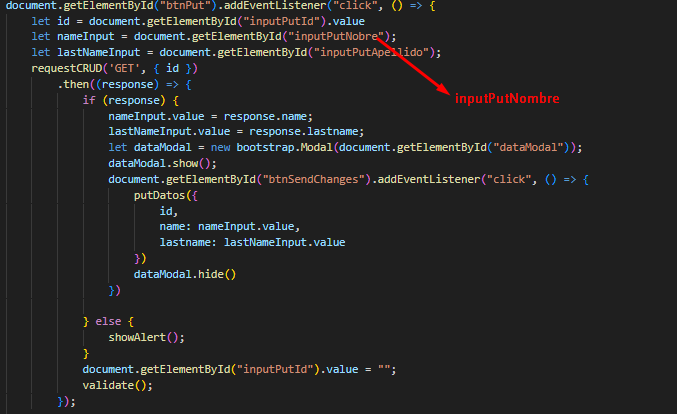 document.getElementById("btnPut").addEventListener("click", () => {
    let id = document.getElementById("inputPutId").value
    let nameInput = document.getElementById("inputPutNobre");
    let lastNameInput = document.getElementById("inputPutApellido");
    requestCRUD('GET', { id })
        .then((response) => {
            if (response) {
inputPutNombre
                nameInput.value = response.name;
                lastNameInput.value = response.lastname;
                let dataModal = new bootstrap.Modal(document.getElementById("dataModal"));
                dataModal.show();
                document.getElementById("btnSendChanges").addEventListener("click", () => {
                    putDatos({
                        id,
                        name: nameInput.value,
                        lastname: lastNameInput.value
                    })
                    dataModal.hide()
                })
            } else {
                showAlert();
            }
            document.getElementById("inputPutId").value = "";
            validate();
        });